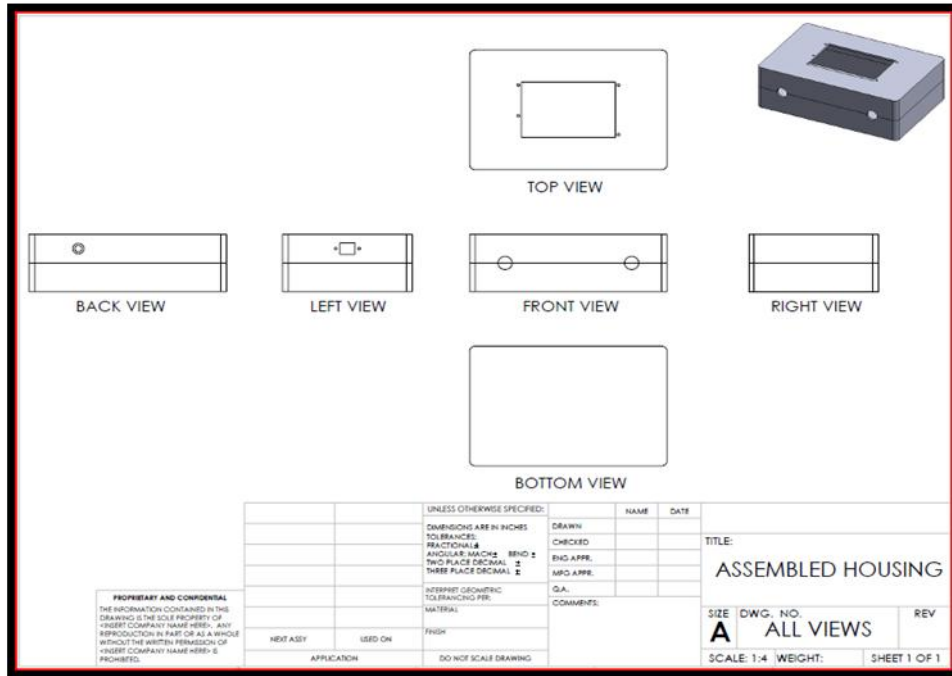 TOP VIEW
BACK VIEW
LEFT VIEW
FRONT VIEW
RIGHT VIEW
BOTTOM VIEW
UNLESS OTHERWISE SPECIFIED:
DIMENSIONS ARE IN INCHES
TOLERANCES:
FRACTIONAL±
ANGULAR: MACH± BEND ±
TWO PLACE DECIMAL ±
THREE PLACE DECIMAL ±
INTERPRET GEOMETRIC
TOLERANCING PER:
MATERIAL
FINISH
DO NOT SCALE DRAWING
NAME DATE
DRAWN
CHECKED
ENG APPR.
MFG APPR.
Q.A.
COMMENTS:
TITLE:
ASSEMBLED HOUSING
SIZE DWG. NO. REV
A ALL VIEWS
SCALE: 1:4 WEIGHT: SHEET 1 OF 1
PROPRIETARY AND CONFIDENTIAL
THE INFORMATION CONTAINED IN THIS
DRAWING IS THE SOLE PROPERTY OF
<INSERT COMPANY NAME HERE>. ANY
REPRODUCTION IN PART OR AS A WHOLE
WITHOUT THE WRITTEN PERMISSION OF
<INSERT COMPANY NAME HERE> IS
PROHIBITED.
NEXT ASSY USED ON
APPLICATION